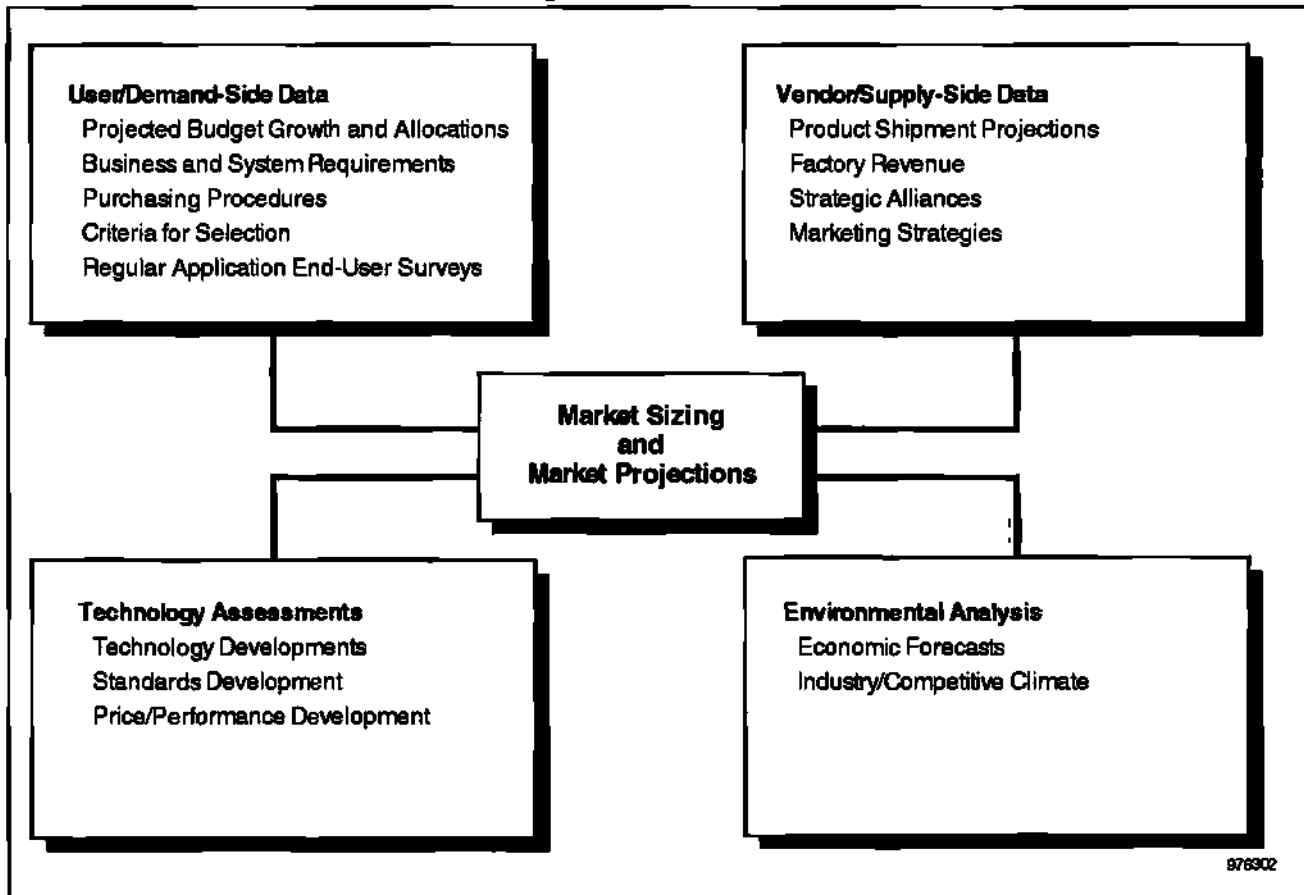 User/Demand-Side Data
Projected Budget Growth and Allocations
Business and System Requirements
Purchasing Procedures
Criteria for Selection
Regular Application End-User Surveys
Vendor/Supply-Side Data
Product Shipment Projections
Factory Revenue
Strategic Alliances
Marketing Strategies
Market Sizing
and
Market Projections
Technology Assessments
Technology Developments
Standards Development
Price/Performance Development
Environmental Analysis
Economic Forecasts
Industry/Competitive Climate
976302